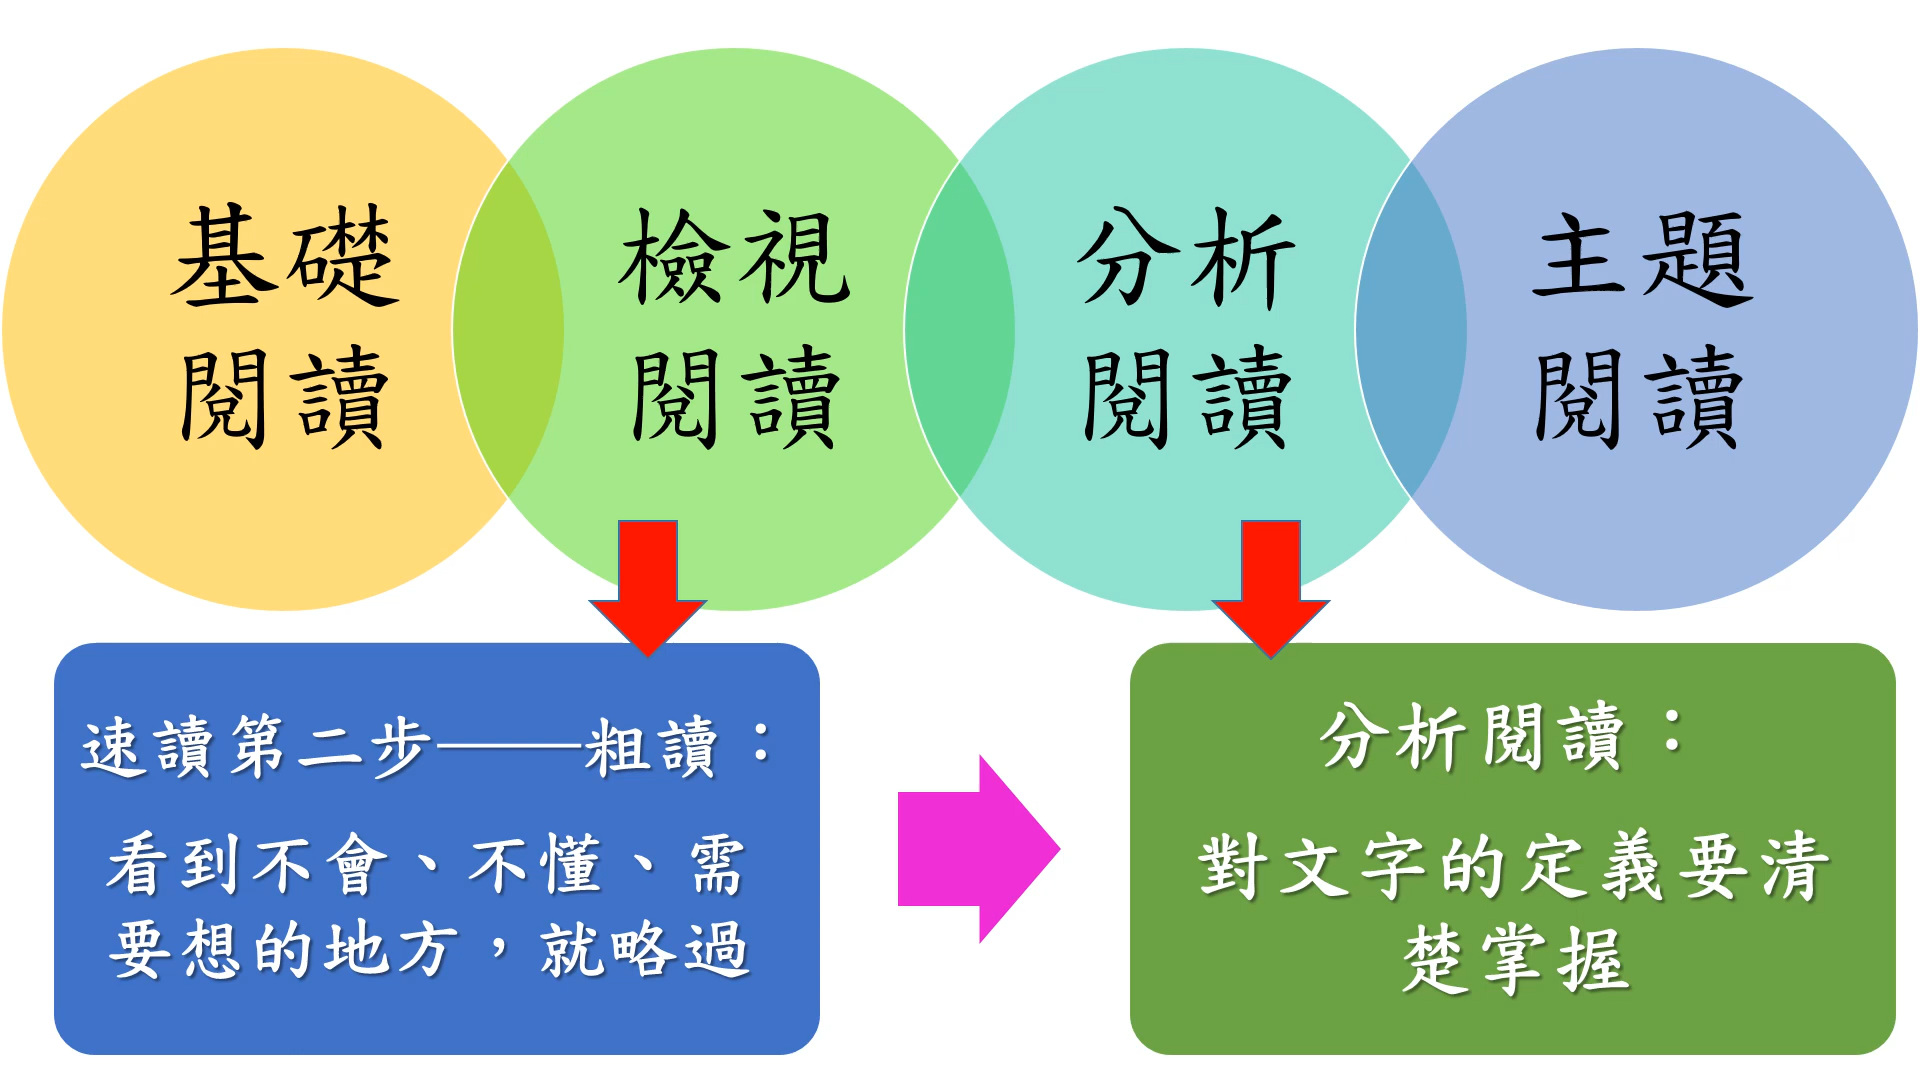 基礎
閱讀
檢視
閱讀
分析
閱讀
主題
閱讀
速讀第二步——粗讀：
看到不會、不懂、需
要想的地方，就略過
分析閱讀：
對文字的定義要清
楚掌握